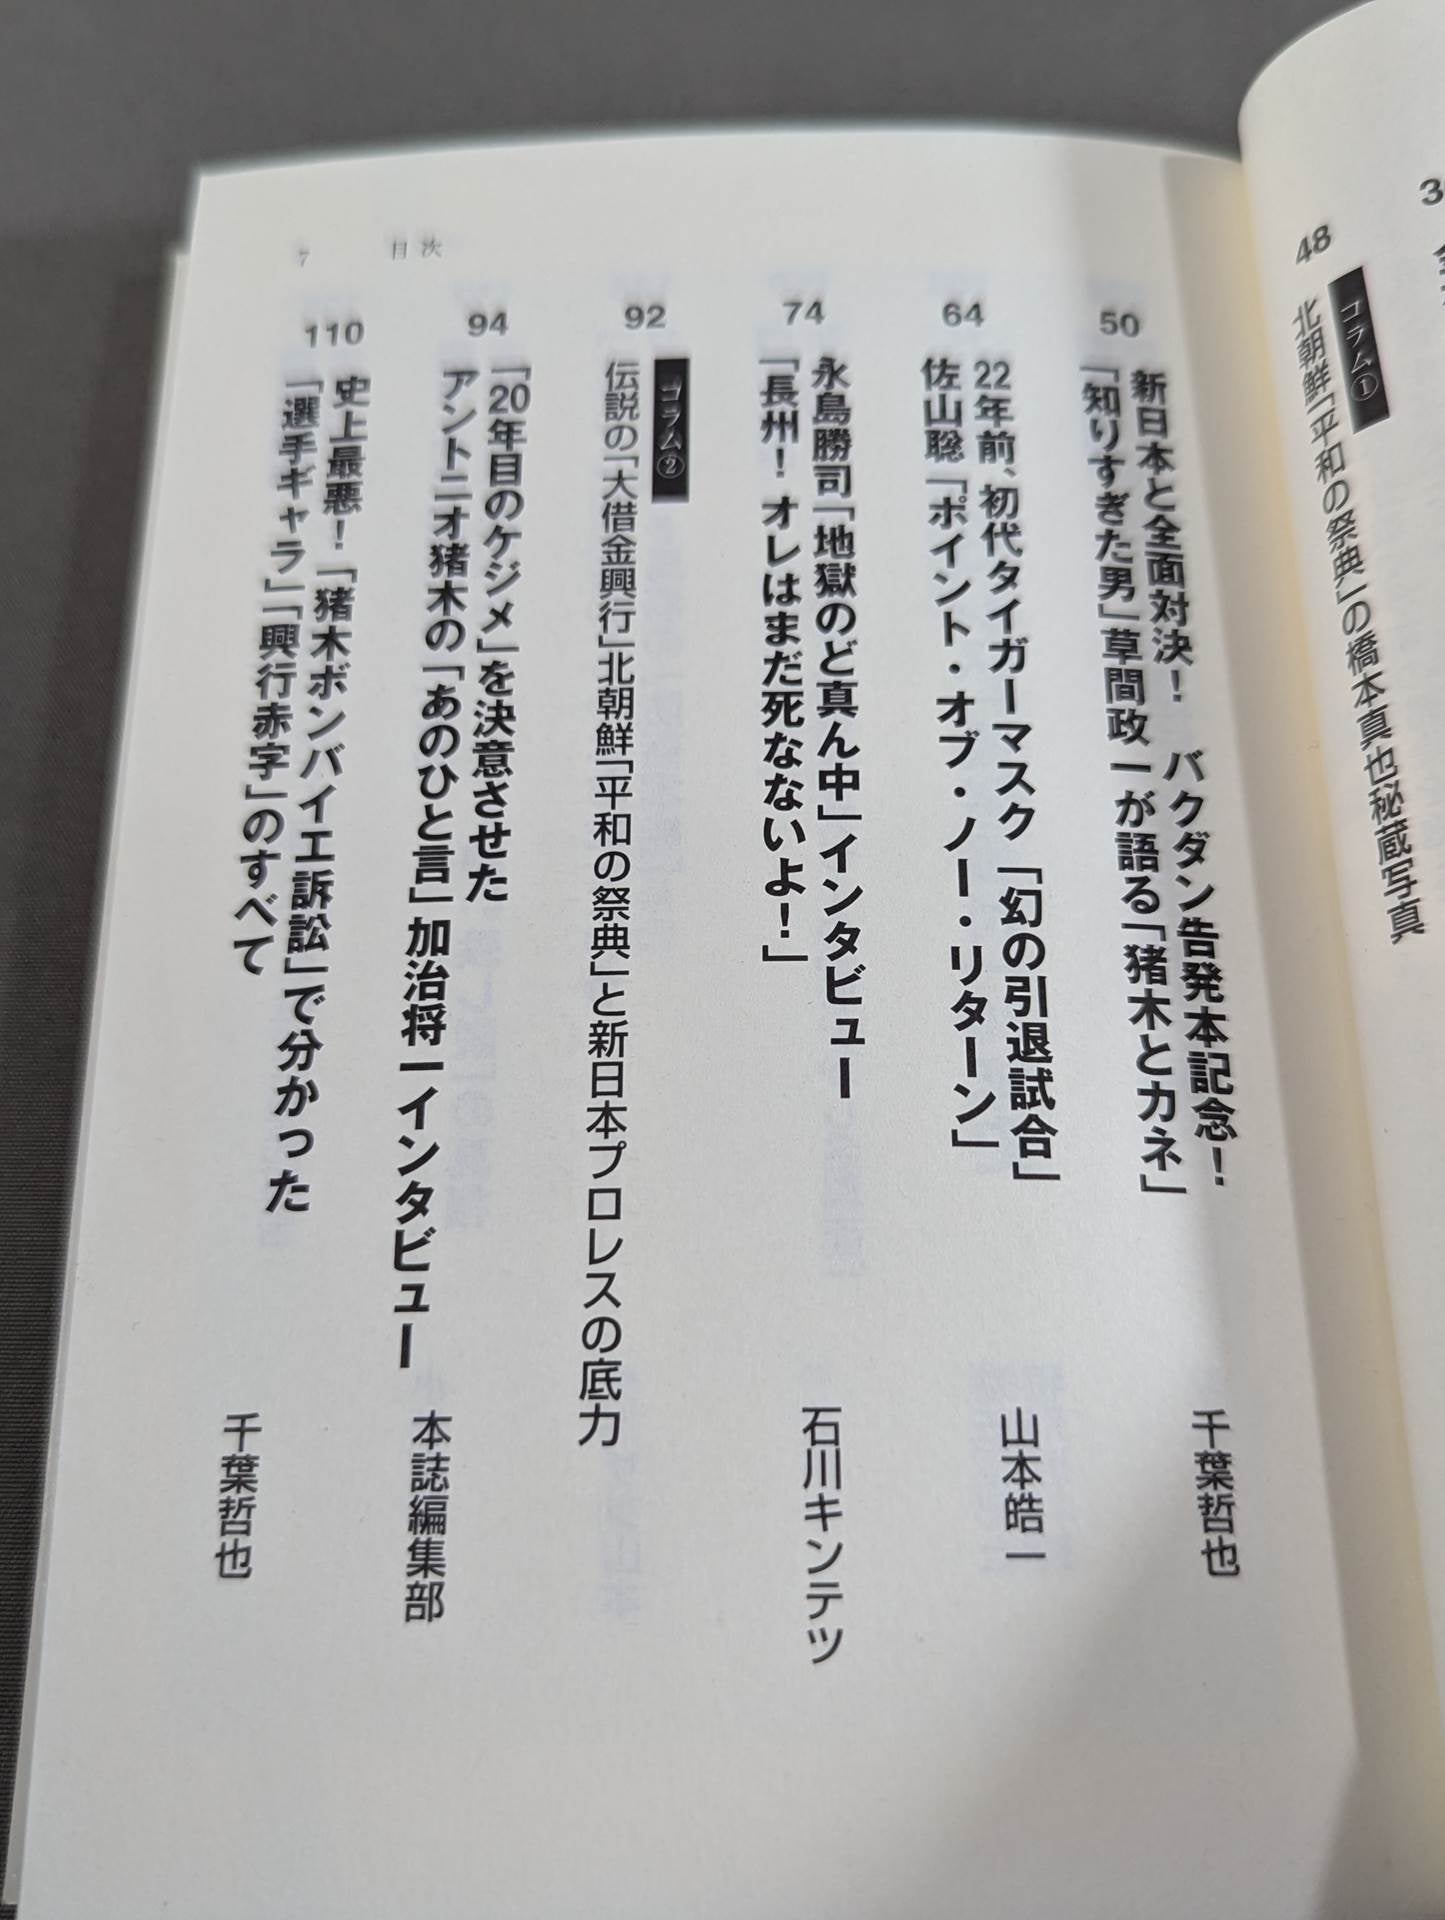 48
コラム①
北朝鮮「平和の祭典」の橋本真也秘蔵写真
50
新日本と全面対決！　バクダン告発本記念！
「知りすぎた男」草間政一が語る「猪木とカネ」
千葉哲也
64
22年前、初代タイガーマスク「幻の引退試合」
佐山聡「ポイント・オブ・ノー・リターン」
山本皓一
74
永島勝司「地獄のど真ん中」インタビュー
「長州！オレはまだ死なないよ！」
石川キンテツ
92
コラム②
伝説の「大借金興行」北朝鮮「平和の祭典」と新日本プロレスの底力
94
「20年目のケジメ」を決意させた
アントニオ猪木の「あのひと言」加治将一インタビュー
本誌編集部
110
史上最悪！「猪木ボンバイエ訴訟」で分かった
「選手ギャラ」「興行赤字」のすべて
千葉哲也
7　目次